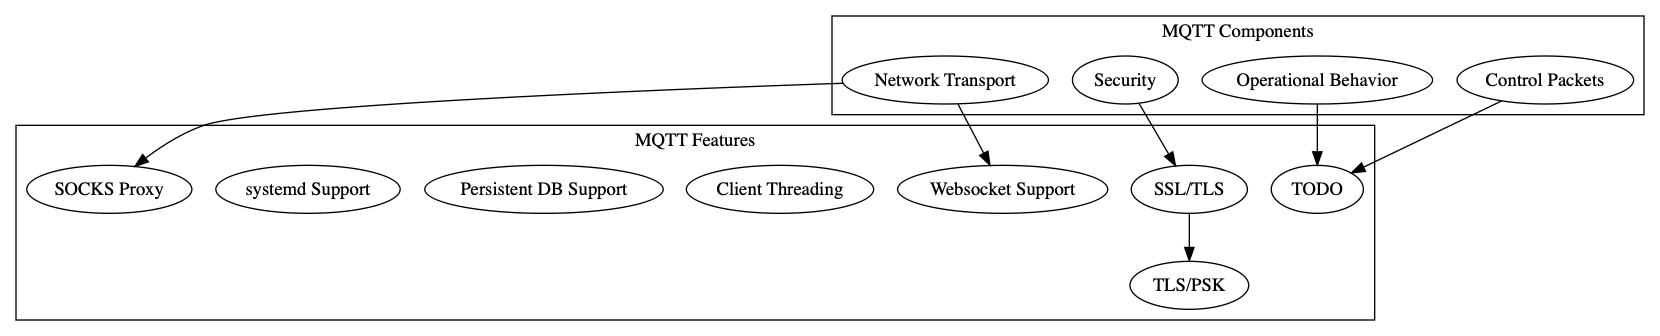 MQTT Components
Network Transport
Security
Operational Behavior
Control Packets
MQTT Features
SOCKS Proxy
systemd Support
Persistent DB Support
Client Threading
Websocket Support
SSL/TLS
TODO
TLS/PSK